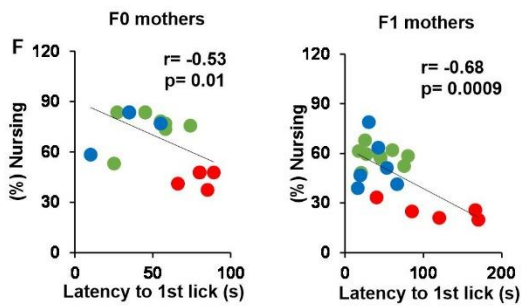 F0 mothers
F
r= -0.53
p= 0.01
120
90
60
30
0
(%) Nursing
0
50
100
Latency to 1st lick (s)
F1 mothers
r= -0.68
p= 0.0009
120
90
60
30
0
(%) Nursing
0
100
200
Latency to 1st lick (s)